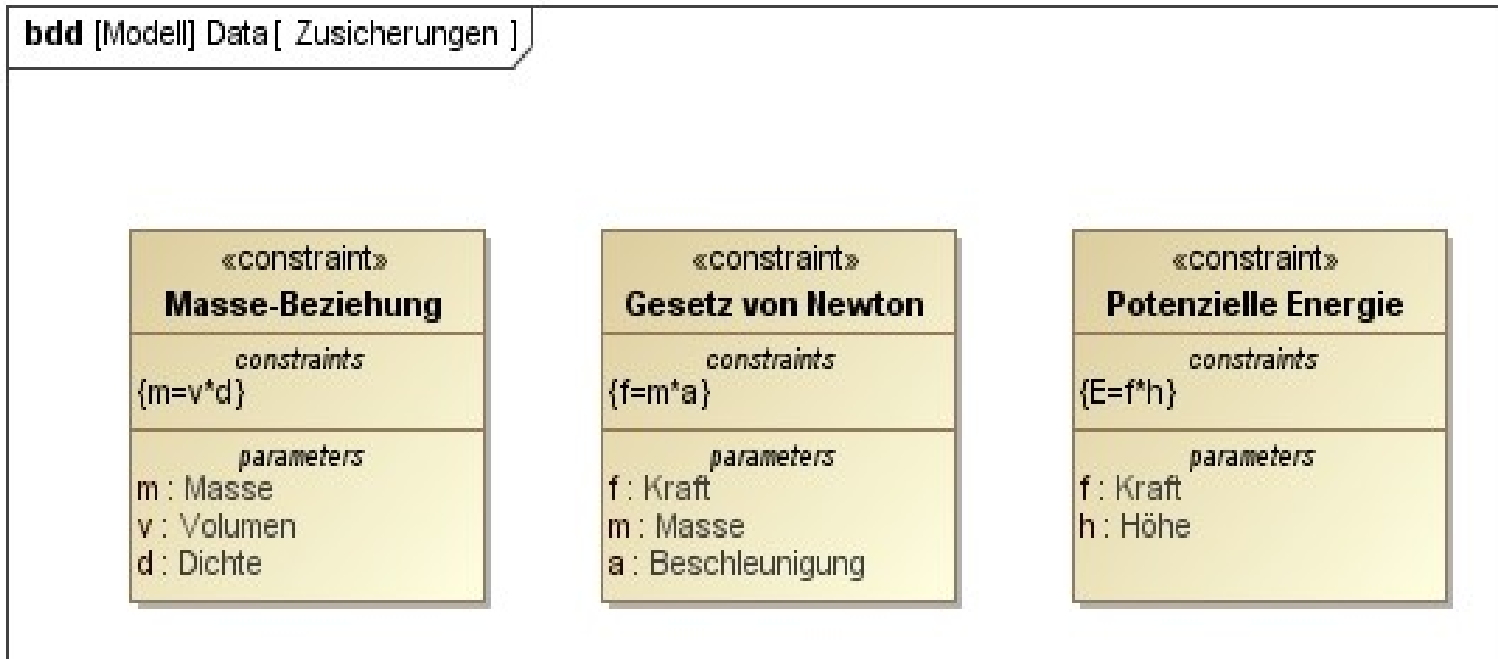 bdd [Modell] Data [ Zusicherungen ]
«constraint»
Masse-Beziehung
constraints
{m=v*d}
parameters
m : Masse
v : Volumen
d : Dichte
«constraint»
Gesetz von Newton
constraints
{f=m*a}
parameters
f : Kraft
m : Masse
a : Beschleunigung
«constraint»
Potenzielle Energie
constraints
{E=f*h}
parameters
f : Kraft
h : Höhe